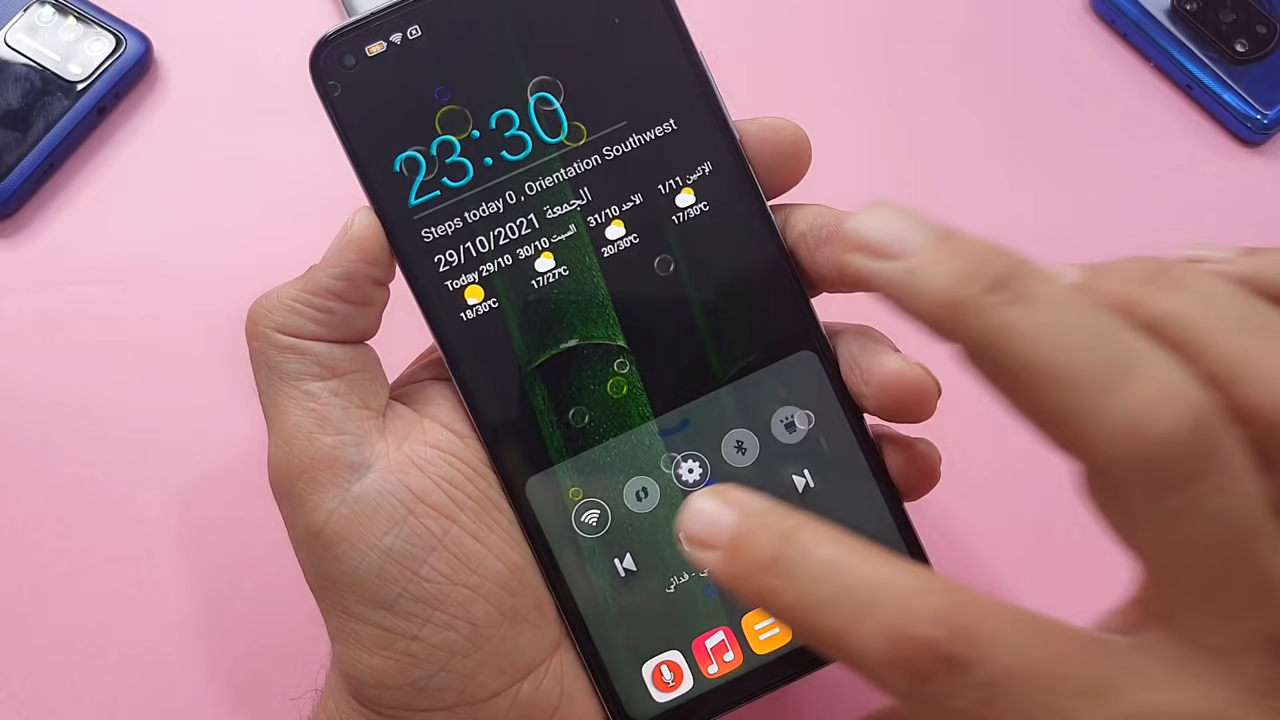 23:30
Steps today 0 , Orientation Southwest
29/10/2021 الجمعة
Today 29/10
18/30°C
السبت 30/10
17/27°C
الأحد 31/10
20/30°C
الإثنين 1/11
17/30°C
فدائي